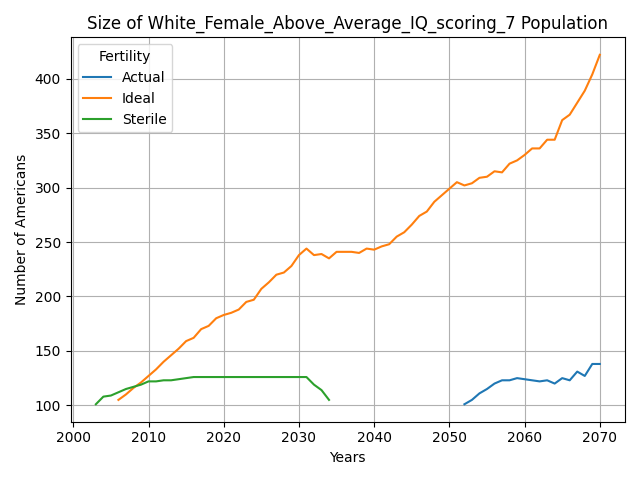 Size of White_Female_Above_Average_IQ_scoring_7 Population
Fertility
Actual
Ideal
Sterile
Number of Americans
400
350
300
250
200
150
100
2000 2010 2020 2030 2040 2050 2060 2070
Years